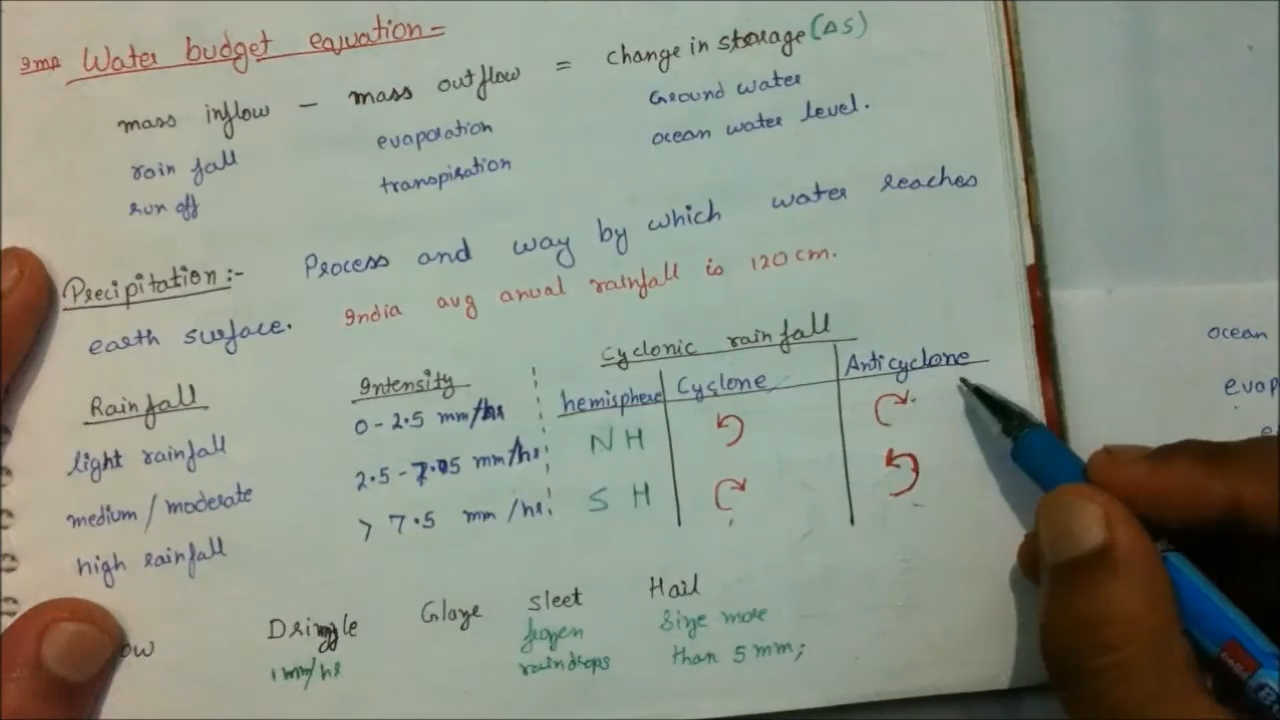 Imp Water budget equation =
mass inflow - mass outflow = change in storage (ΔS)
rain fall evaporation Ground water
run off transpiration ocean water level.
Precipitation:- Process and way by which water reaches
earth surface. India avg anual rainfall is 120 cm.
Cyclonic rainfall
Rainfall Intensity hemisphere Cyclone Anticyclone
light rainfall 0-2.5 mm/hr NH
medium/moderate 2.5- mm/hr SH
high rainfall > 7.5 mm/hr
ow Drizzle Glaze sleet Hail
1mm/hr frozen Size more
raindrops than 5 mm;
ocean
evap